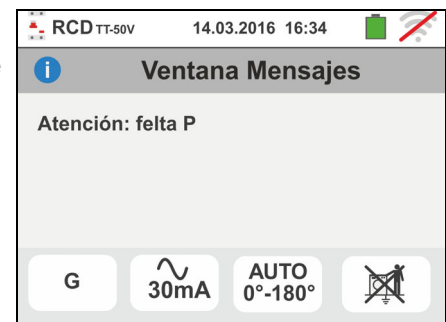 RCD TT-50V 14.03.2016 16:34
Ventana Mensajes
Atención: felta P
G 30mA AUTO
0°-180°